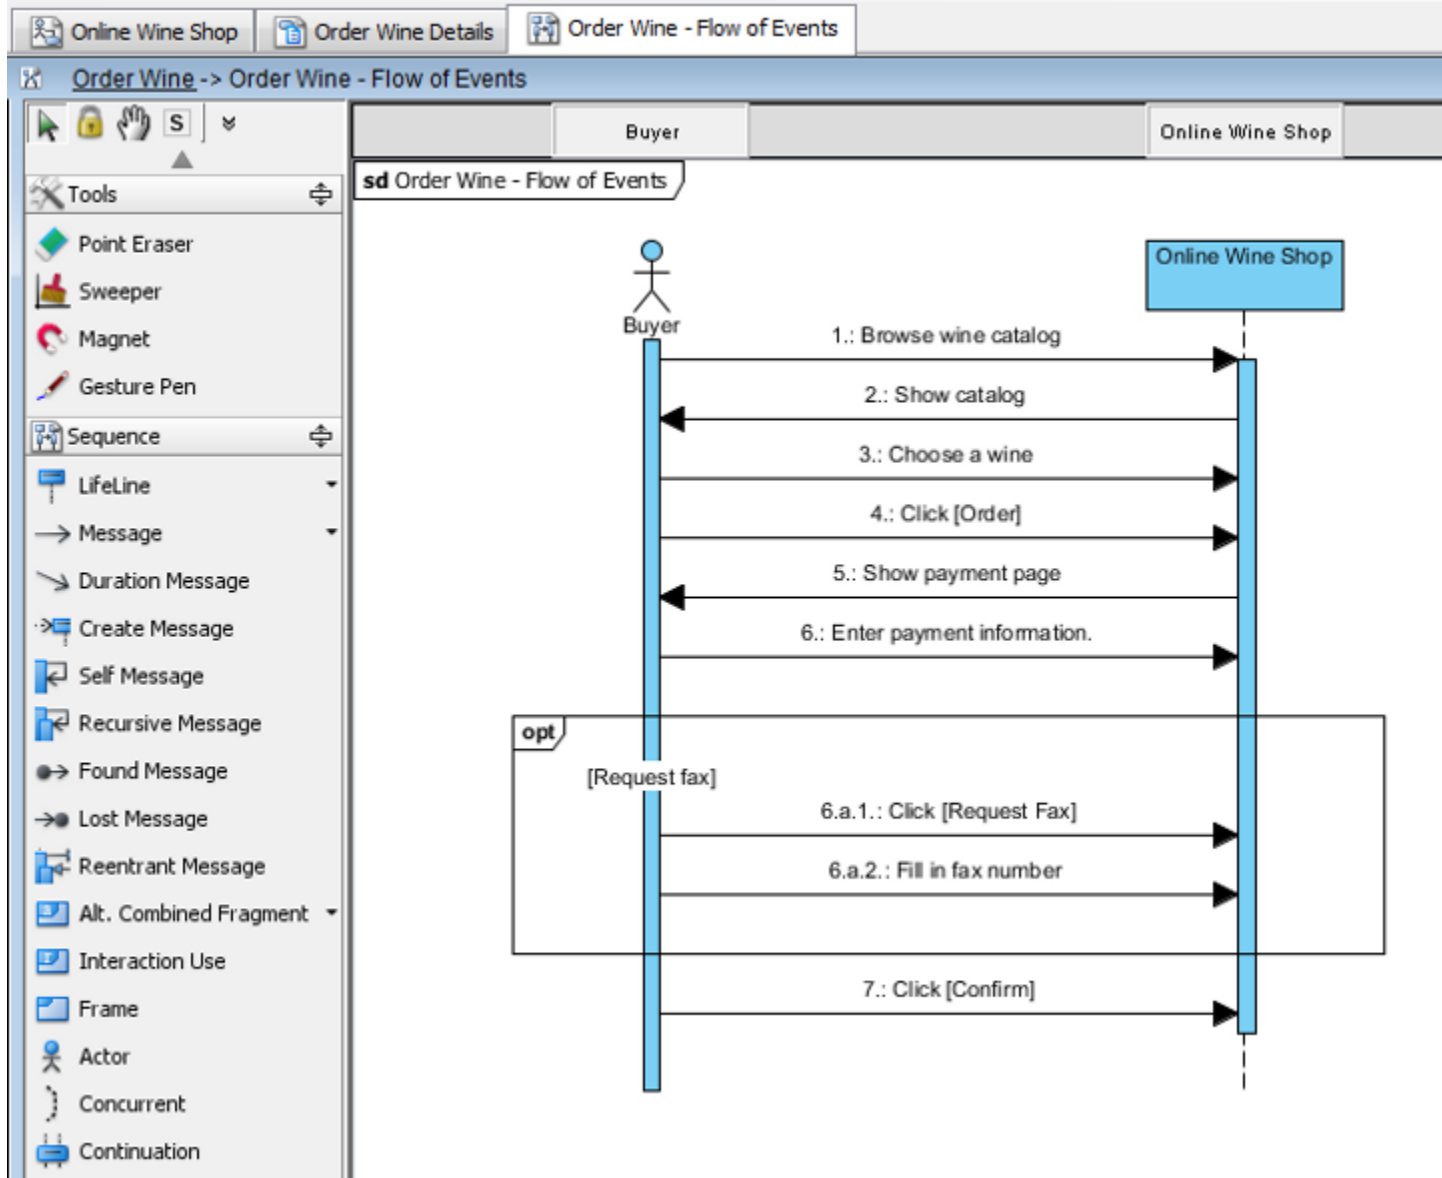 Online Wine Shop
Order Wine Details
Order Wine - Flow of Events
Order Wine -> Order Wine - Flow of Events
S
Tools
Point Eraser
Sweeper
Magnet
Gesture Pen
Sequence
LifeLine
Message
Duration Message
Create Message
Self Message
Recursive Message
Found Message
Lost Message
Reentrant Message
Alt. Combined Fragment
Interaction Use
Frame
Actor
Concurrent
Continuation
Buyer
Online Wine Shop
sd Order Wine - Flow of Events
Buyer
Online Wine Shop
1.: Browse wine catalog
2.: Show catalog
3.: Choose a wine
4.: Click [Order]
5.: Show payment page
6.: Enter payment information.
opt
[Request fax]
6.a.1.: Click [Request Fax]
6.a.2.: Fill in fax number
7.: Click [Confirm]